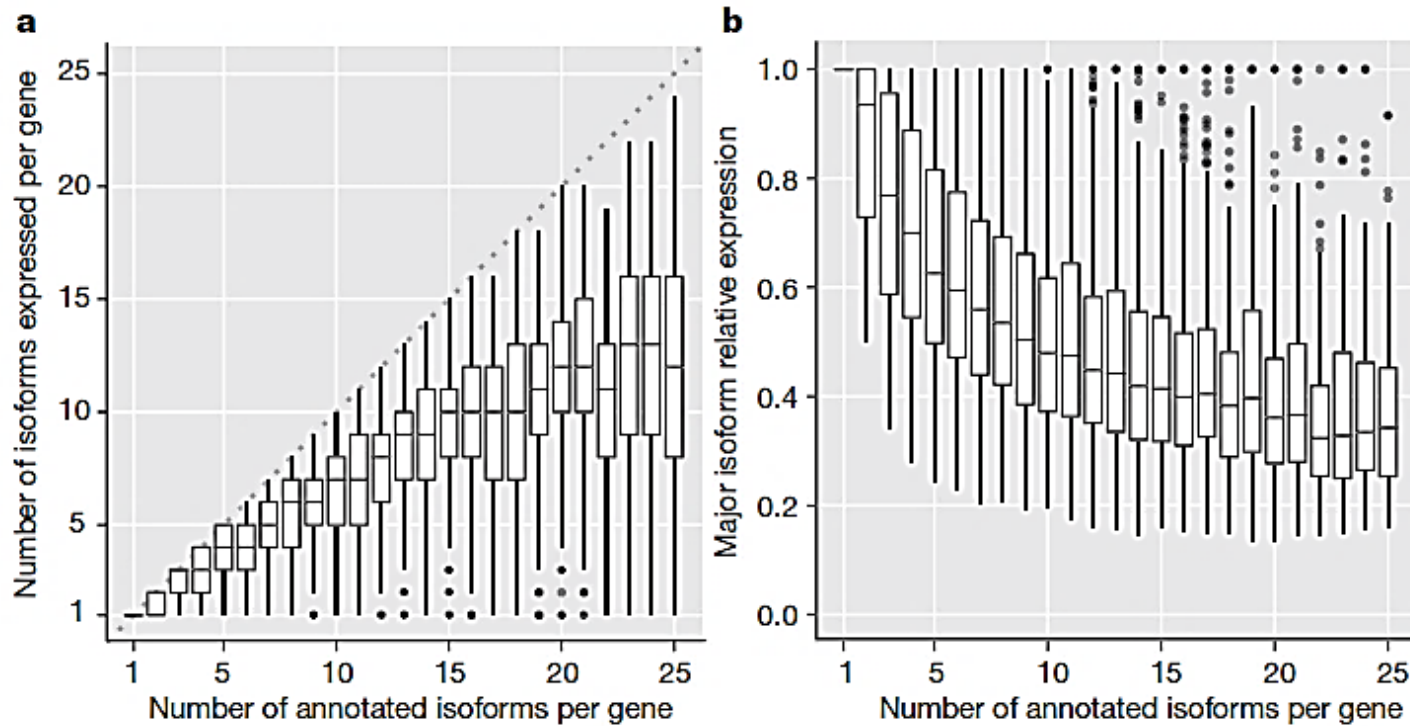 a
Number of isoforms expressed per gene
25
20
15
10
5
1
1 5 10 15 20 25
Number of annotated isoforms per gene
b
Major isoform relative expression
1.0
0.8
0.6
0.4
0.2
0.0
1 5 10 15 20 25
Number of annotated isoforms per gene